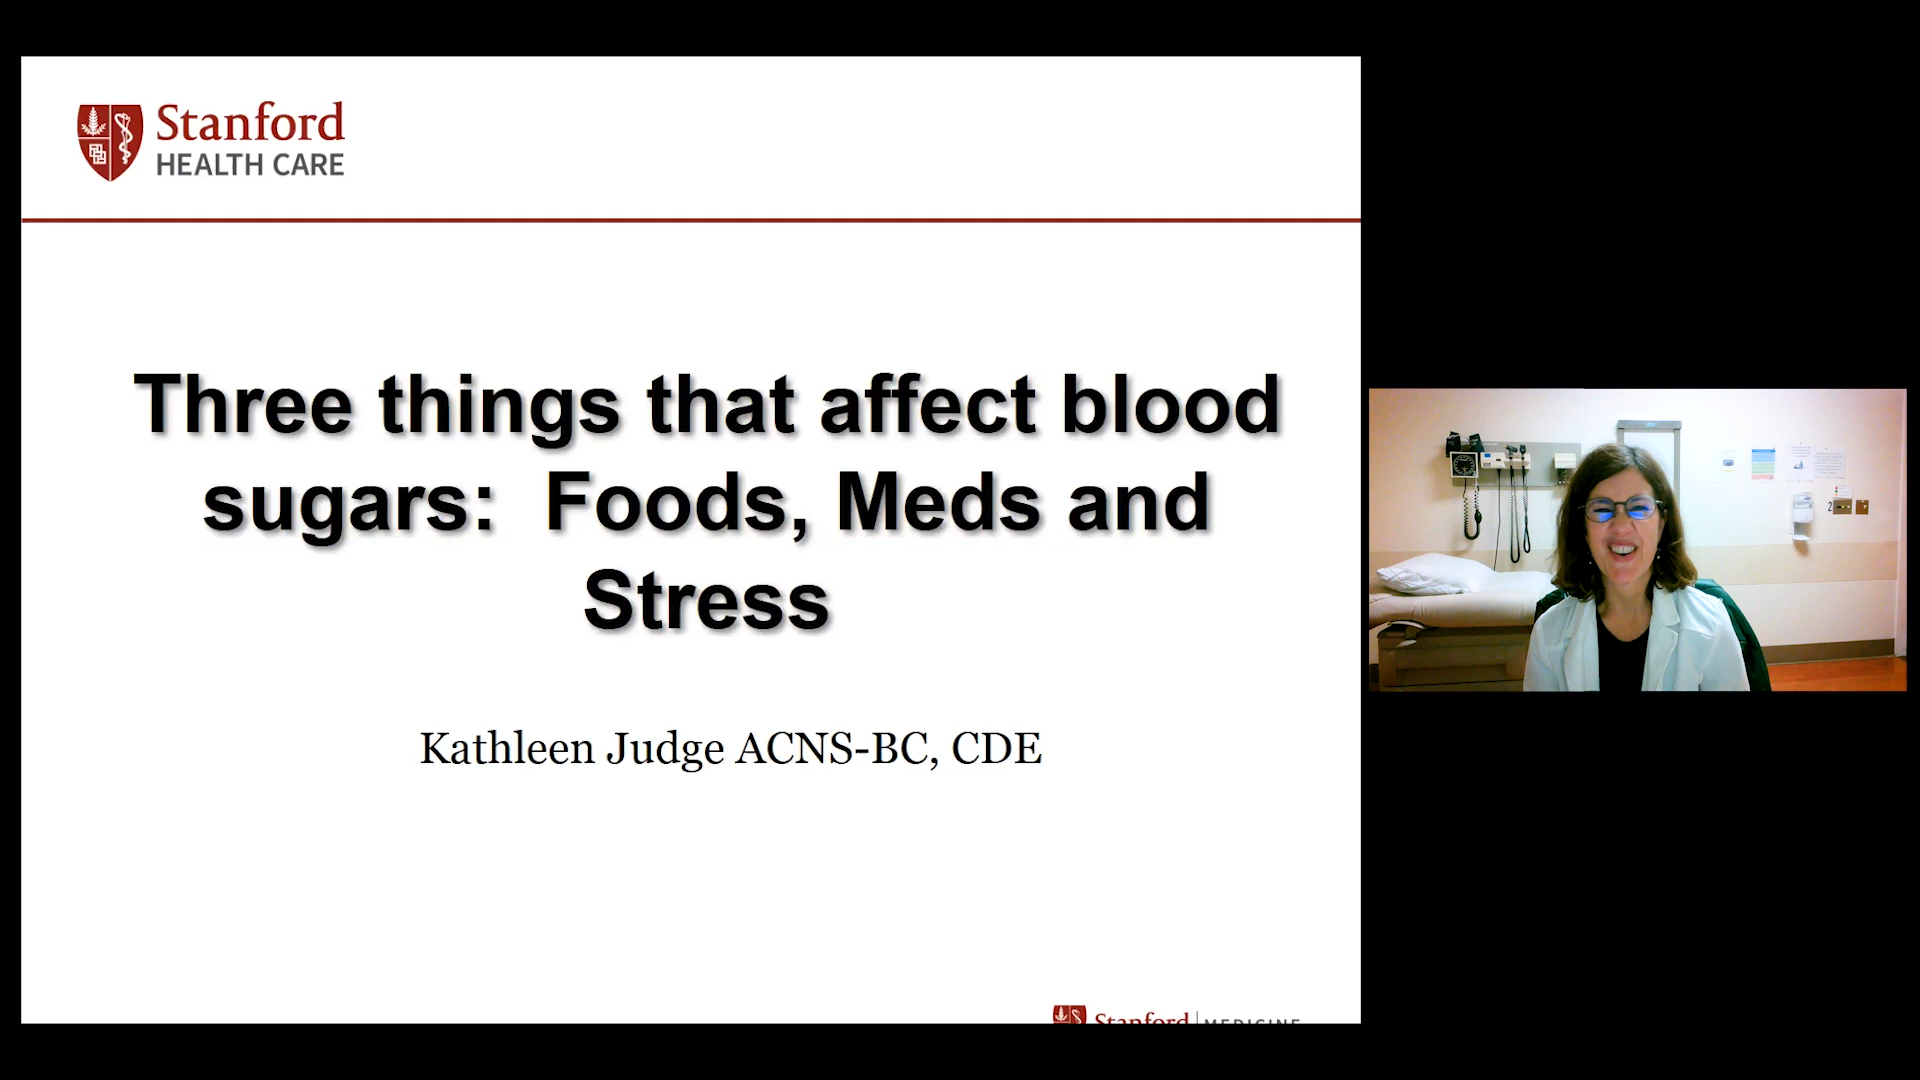 Stanford
HEALTH CARE
Three things that affect blood
sugars:  Foods, Meds and
Stress
Kathleen Judge ACNS-BC, CDE
Stanford | MEDICINE
2